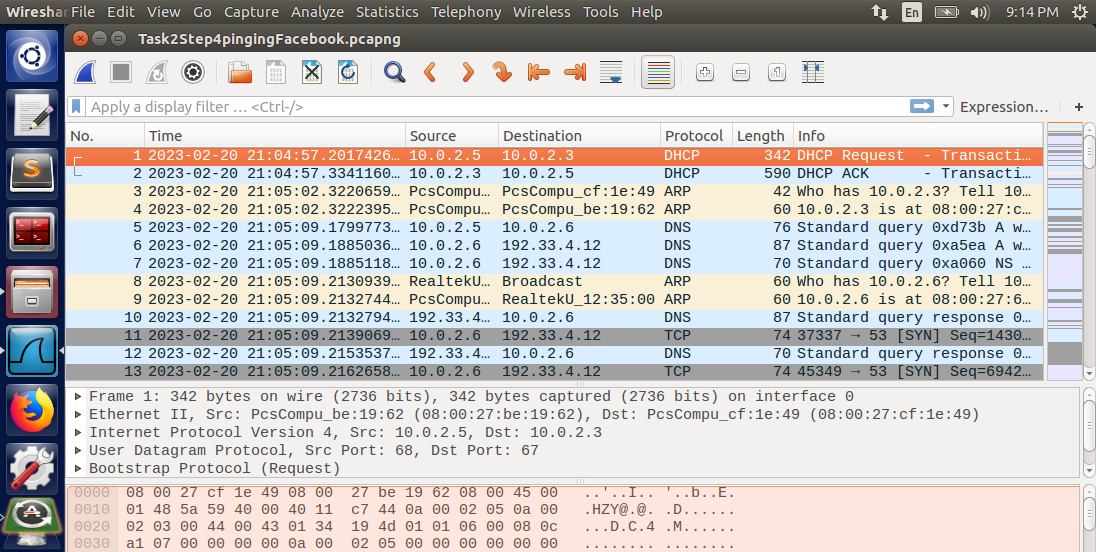 Wireshar File Edit View Go Capture Analyze Statistics Telephony Wireless Tools Help En 9:14 PM
Task2Step4pingingFacebook.pcapng
Apply a display filter … <Ctrl-/> Expression… +
No. Time Source Destination Protocol Length Info
1 2023-02-20 21:04:57.2017426… 10.0.2.5 10.0.2.3 DHCP 342 DHCP Request - Transacti…
2 2023-02-20 21:04:57.3341160… 10.0.2.3 10.0.2.5 DHCP 590 DHCP ACK - Transacti…
3 2023-02-20 21:05:02.3220659… PcsCompu… PcsCompu_cf:1e:49 ARP 42 Who has 10.0.2.3? Tell 10…
4 2023-02-20 21:05:02.3222395… PcsCompu… PcsCompu_be:19:62 ARP 60 10.0.2.3 is at 08:00:27:c…
5 2023-02-20 21:05:09.1799773… 10.0.2.5 10.0.2.6 DNS 76 Standard query 0xd73b A w…
6 2023-02-20 21:05:09.1885036… 10.0.2.6 192.33.4.12 DNS 87 Standard query 0xa5ea A w…
7 2023-02-20 21:05:09.1885118… 10.0.2.6 192.33.4.12 DNS 70 Standard query 0xa060 NS …
8 2023-02-20 21:05:09.2130939… RealtekU… Broadcast ARP 60 Who has 10.0.2.6? Tell 10…
9 2023-02-20 21:05:09.2132744… PcsCompu… RealtekU_12:35:00 ARP 60 10.0.2.6 is at 08:00:27:6…
10 2023-02-20 21:05:09.2132794… 192.33.4… 10.0.2.6 DNS 87 Standard query response 0…
11 2023-02-20 21:05:09.2139069… 10.0.2.6 192.33.4.12 TCP 74 37337 → 53 [SYN] Seq=1430…
12 2023-02-20 21:05:09.2153537… 192.33.4… 10.0.2.6 DNS 70 Standard query response 0…
13 2023-02-20 21:05:09.2162658… 10.0.2.6 192.33.4.12 TCP 74 45349 → 53 [SYN] Seq=6942…
Frame 1: 342 bytes on wire (2736 bits), 342 bytes captured (2736 bits) on interface 0
Ethernet II, Src: PcsCompu_be:19:62 (08:00:27:be:19:62), Dst: PcsCompu_cf:1e:49 (08:00:27:cf:1e:49)
Internet Protocol Version 4, Src: 10.0.2.5, Dst: 10.0.2.3
User Datagram Protocol, Src Port: 68, Dst Port: 67
Bootstrap Protocol (Request)
0000 08 00 27 cf 1e 49 08 00 27 be 19 62 08 00 45 00 ..'..I.. '..b..E.
0010 01 48 5a 59 40 00 40 11 c7 44 0a 00 02 05 0a 00 .HZY@.@. .D......
0020 02 03 00 44 00 43 01 34 19 4d 01 01 06 00 08 0c ...D.C.4 .M......
0030 a1 07 00 00 00 00 0a 00 02 05 00 00 00 00 00 00 ........ ........